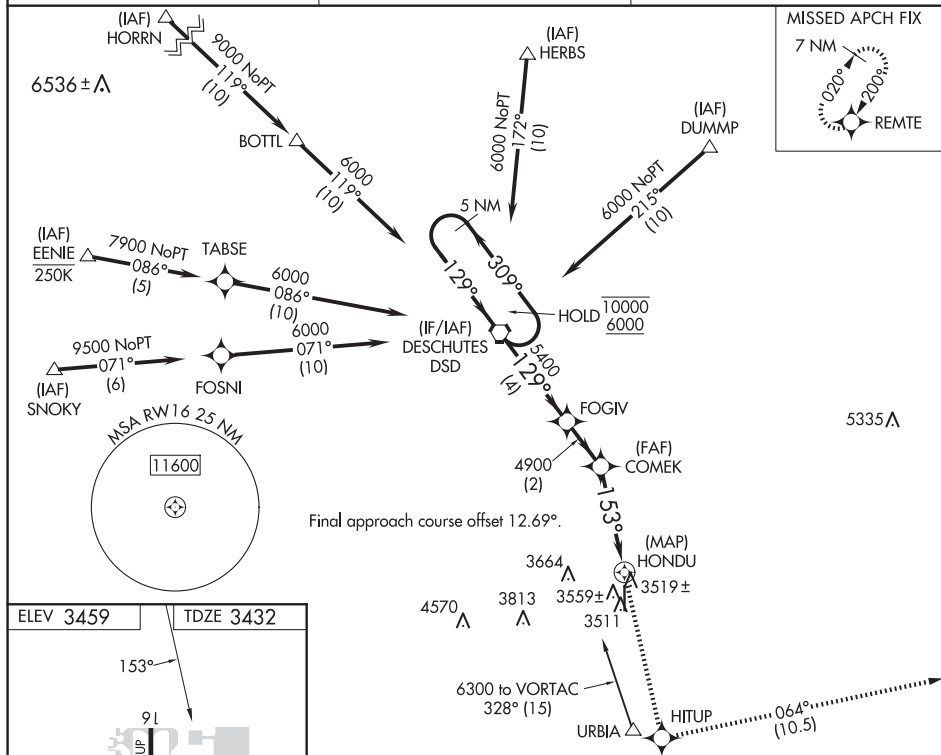 (IAF)
HORRN
9000 NoPT
119°
(10)
6536 ±
BOTTL
6000
119°
(10)
(IAF)
HERBS
6000 NoPT
172°
(10)
(IAF)
DUMMP
6000 NoPT
215°
(10)
MISSED APCH FIX
7 NM
020°
200°
REMTE
(IAF)
EENIE
250K
7900 NoPT
086°
(5)
TABSE
6000
086°
(10)
5 NM
129°
309°
HOLD
10000
6000
(IAF)
SNOKY
9500 NoPT
071°
(6)
FOSNI
6000
071°
(10)
(IF/IAF)
DESCHUTES
DSD
5400
129°
(4)
FOGIV
4900
(2)
(FAF)
COMEK
5335
MSA RW16 25 NM
11600
Final approach course offset 12.69°.
153°
(MAP)
HONDU
3664
3559±
3519 ±
3511
4570
3813
6300 to VORTAC
328° (15)
URBIA
HITUP
064°
(10.5)
ELEV 3459
TDZE 3432
153°
16
UP